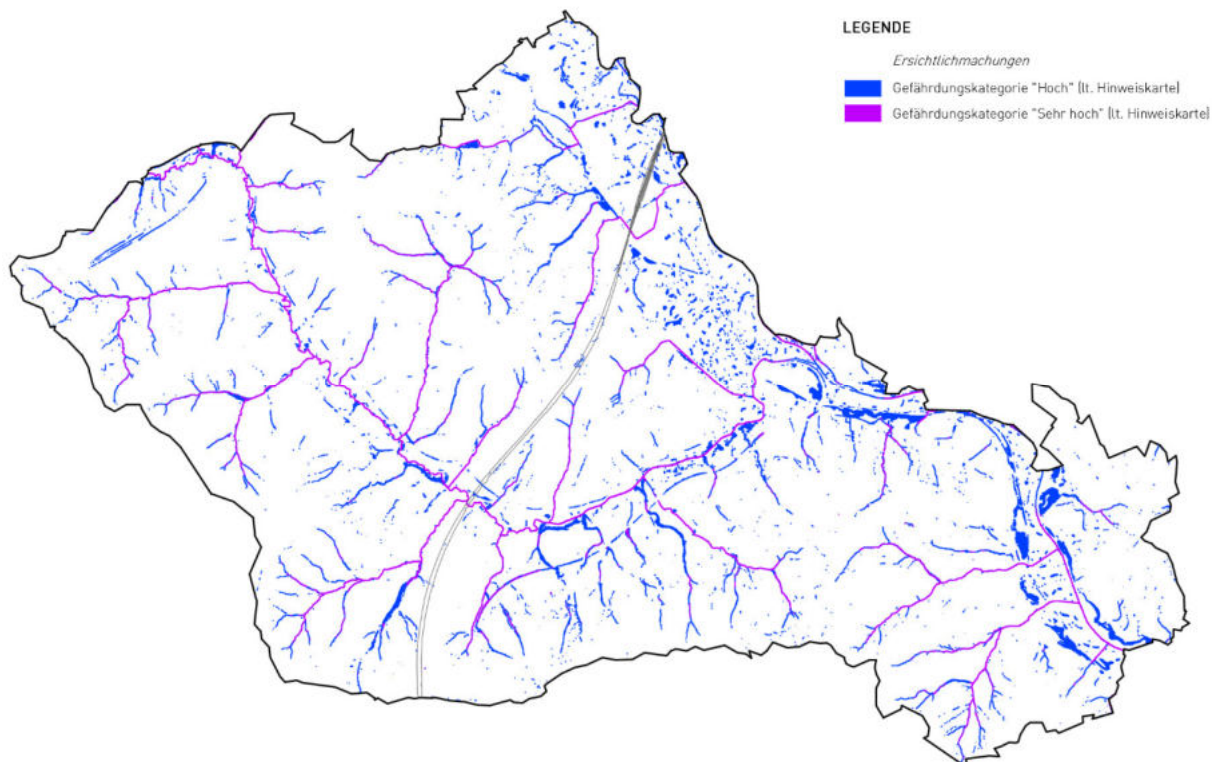 LEGENDE
Ersichtlichmachungen
Gefährdungskategorie "Hoch" (lt. Hinweiskarte)
Gefährdungskategorie "Sehr hoch" (lt. Hinweiskarte)